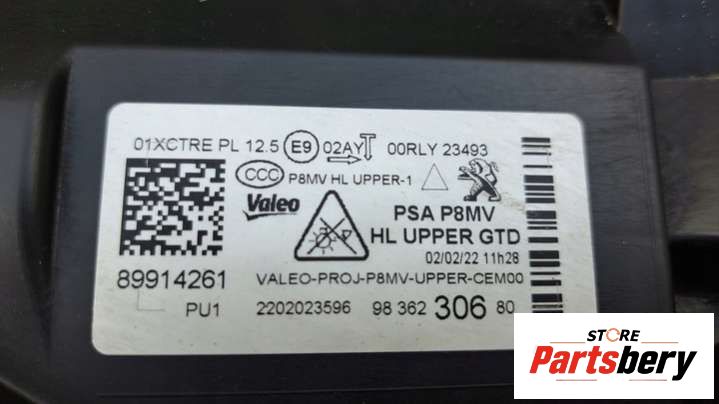 01XCTRE PL 12.5 E9 02AY 00RLY 23493
CCC P8MV HL UPPER-1
Valeo
PSA P8MV
HL UPPER GTD
02/02/22 11h28
89914261
VALEO-PROJ-P8MV-UPPER-CEM00
PU1
2202023596
98 362 306 80
STORE
Partsbery